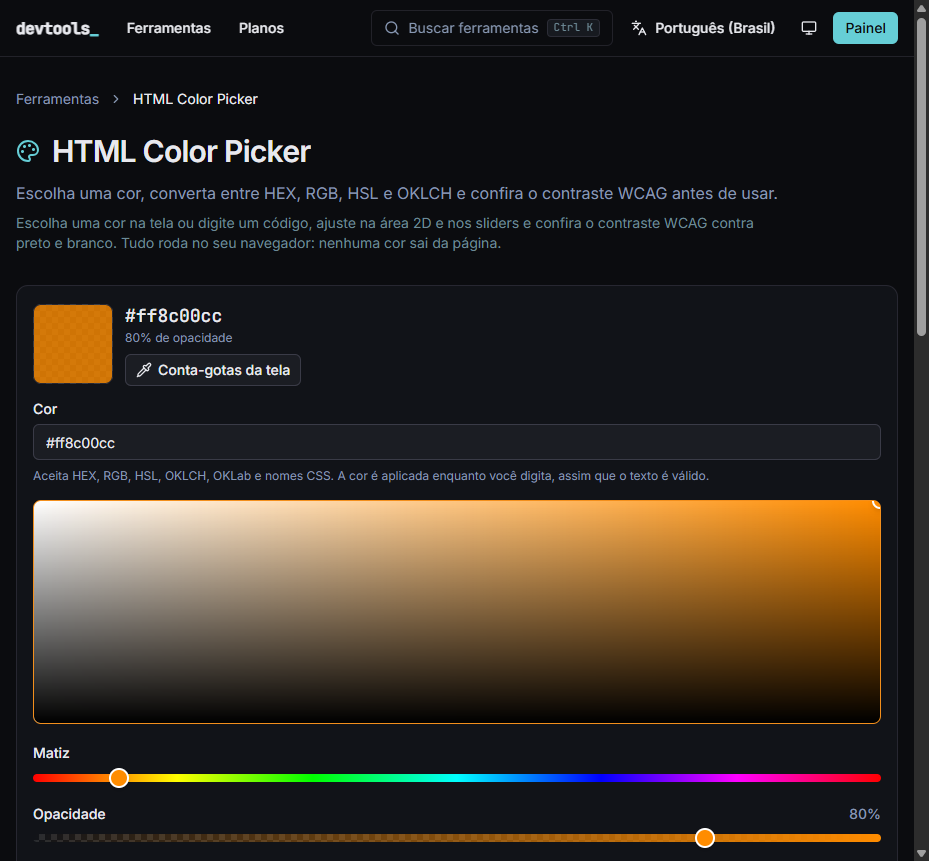 devtools_
Ferramentas
Planos
Buscar ferramentas
Ctrl K
Português (Brasil)
Painel
Ferramentas > HTML Color Picker
HTML Color Picker
Escolha uma cor, converta entre HEX, RGB, HSL e OKLCH e confira o contraste WCAG antes de usar.
Escolha uma cor na tela ou digite um código, ajuste na área 2D e nos sliders e confira o contraste WCAG contra
preto e branco. Tudo roda no seu navegador: nenhuma cor sai da página.
#ff8c00cc
80% de opacidade
Conta-gotas da tela
Cor
#ff8c00cc
Aceita HEX, RGB, HSL, OKLCH, OKLab e nomes CSS. A cor é aplicada enquanto você digita, assim que o texto é válido.
Matiz
Opacidade
80%